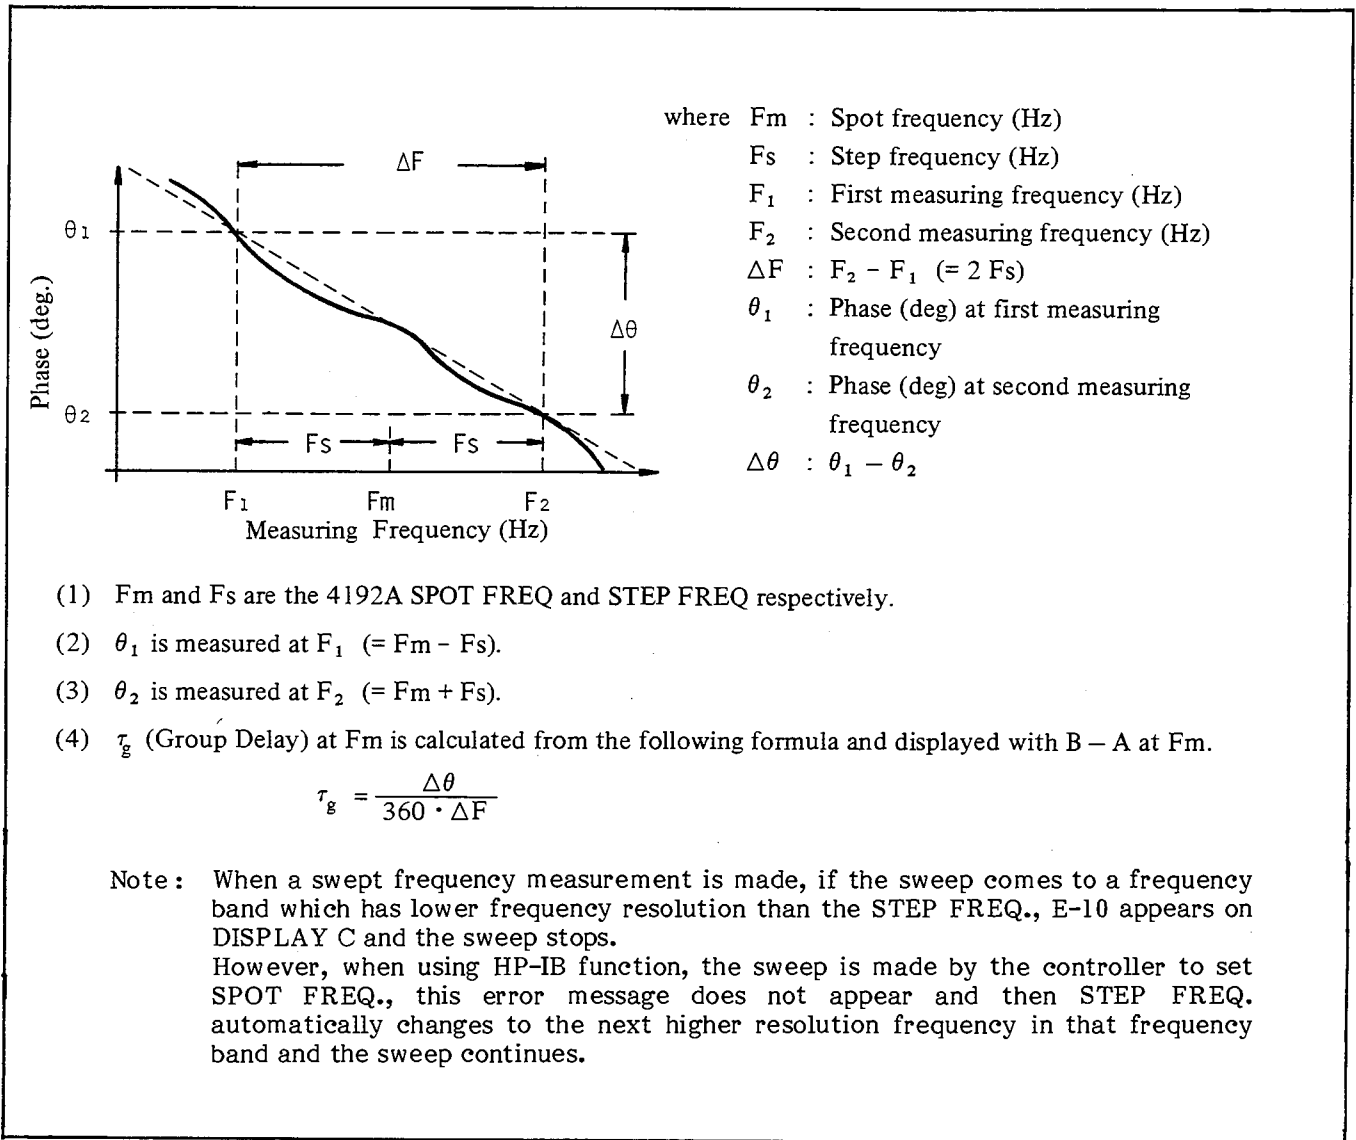 where Fm : Spot frequency (Hz)
Fs : Step frequency (Hz)
F₁ : First measuring frequency (Hz)
F₂ : Second measuring frequency (Hz)
ΔF : F₂ – F₁ (= 2 Fs)
θ₁ : Phase (deg) at first measuring
frequency
θ₂ : Phase (deg) at second measuring
frequency
Δθ : θ₁ – θ₂
ΔF
θ₁
Δθ
θ₂
Fs Fs
F₁ Fm F₂
Phase (deg.)
Measuring Frequency (Hz)
(1) Fm and Fs are the 4192A SPOT FREQ and STEP FREQ respectively.
(2) θ₁ is measured at F₁ (= Fm – Fs).
(3) θ₂ is measured at F₂ (= Fm + Fs).
(4) τg (Group Delay) at Fm is calculated from the following formula and displayed with B – A at Fm.
τg = Δθ / 360 · ΔF
Note : When a swept frequency measurement is made, if the sweep comes to a frequency
band which has lower frequency resolution than the STEP FREQ., E-10 appears on
DISPLAY C and the sweep stops.
However, when using HP-IB function, the sweep is made by the controller to set
SPOT FREQ., this error message does not appear and then STEP FREQ.
automatically changes to the next higher resolution frequency in that frequency
band and the sweep continues.